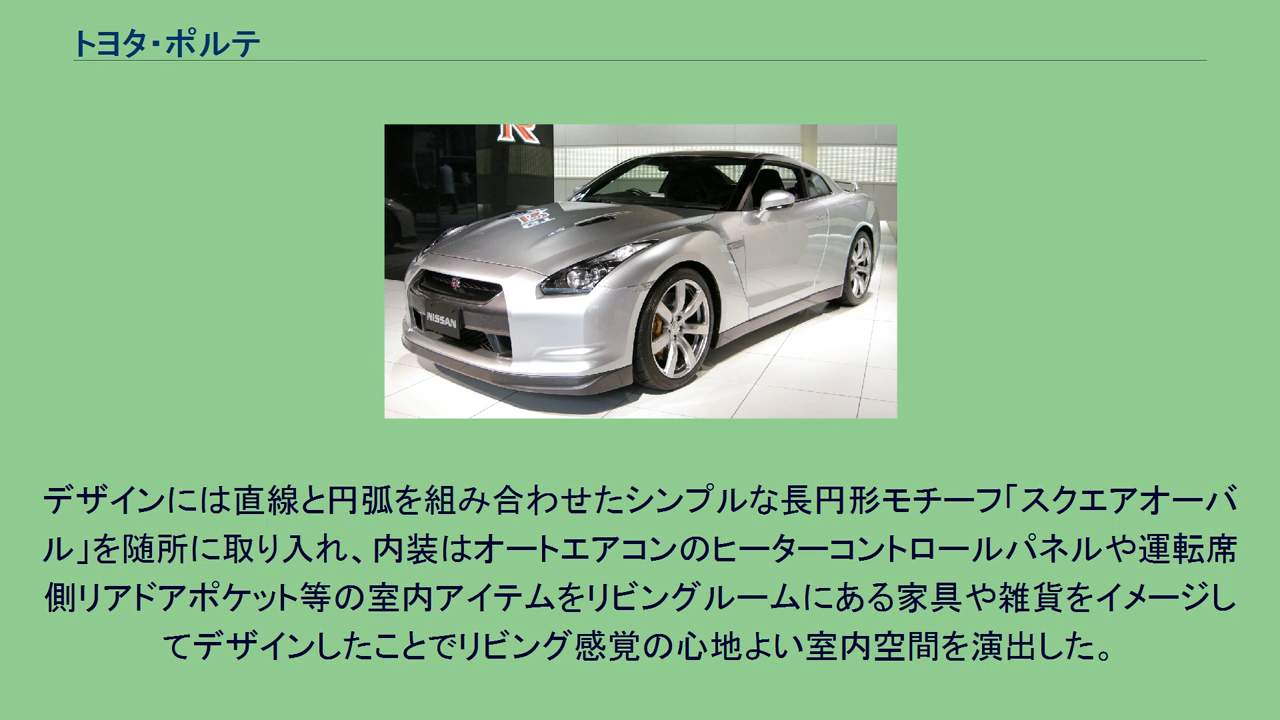 トヨタ・ポルテ
R
NISSAN
デザインには直線と円弧を組み合わせたシンプルな長円形モチーフ「スクエアオーバ
ル」を随所に取り入れ、内装はオートエアコンのヒーターコントロールパネルや運転席
側リアドアポケット等の室内アイテムをリビングルームにある家具や雑貨をイメージし
てデザインしたことでリビング感覚の心地よい室内空間を演出した。